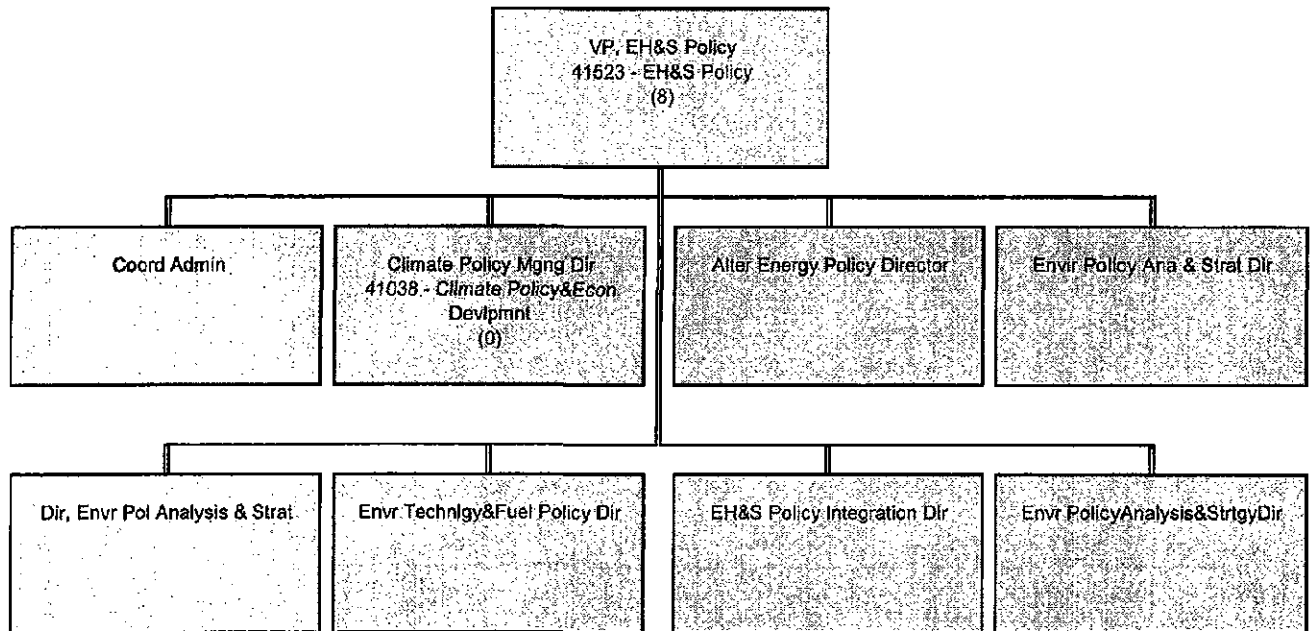 VP, EH&S Policy
41523 - EH&S Policy
(8)
Coord Admin
Climate Policy Mgng Dir
41038 - Climate Policy&Econ
Devlpmnt
(0)
Alter Energy Policy Director
Envir Policy Ana & Strat Dir
Dir, Envr Pol Analysis & Strat
Envr Technlgy&Fuel Policy Dir
EH&S Policy Integration Dir
Envr PolicyAnalysis&StrtgyDir